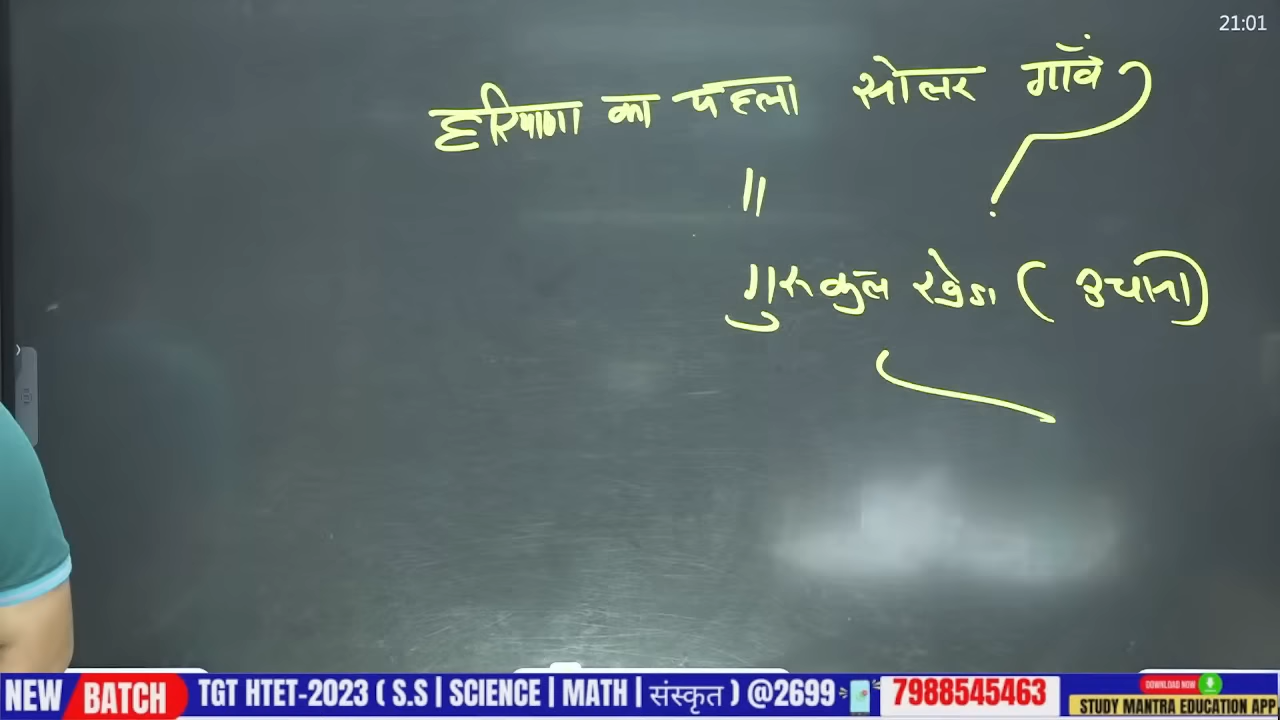 21:01
हरियाणा का पहला सोलर गाँव
॥
गुरुकुल खेडा ( उचाना )
NEW BATCH TGT HTET-2023 ( S.S | SCIENCE | MATH | संस्कृत ) @2699 7988545463 DOWNLOAD NOW
STUDY MANTRA EDUCATION APP